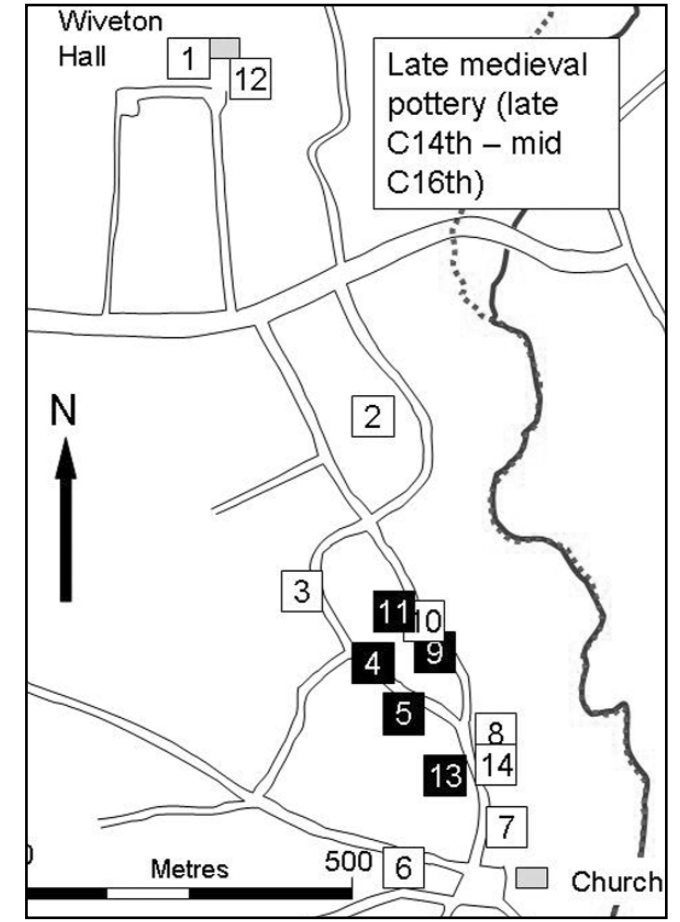 Wiveton
Hall
1
12
Late medieval
pottery (late
C14th – mid
C16th)
N
2
3
11
10
9
4
5
8
14
13
7
6
0
Metres
500
Church